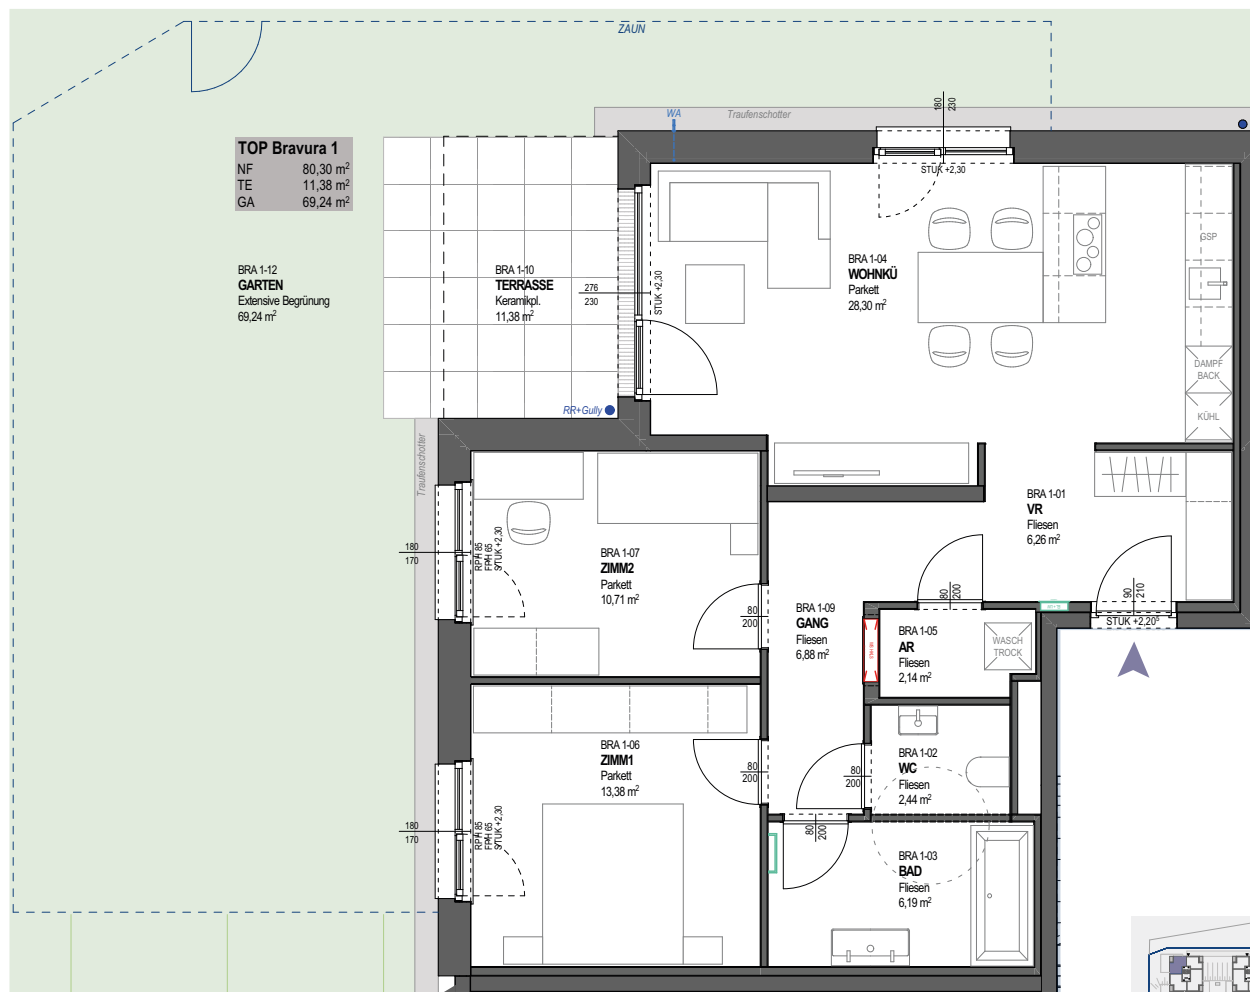 ZAUN
WA
Traufenschotter
180
230
STUK +2,30
TOP Bravura 1
NF 80,30 m²
TE 11,38 m²
GA 69,24 m²
BRA 1-12
GARTEN
Extensive Begrünung
69,24 m²
BRA 1-10
TERRASSE
Keramikpl.
11,38 m²
276
230
STUK +2,30
BRA 1-04
WOHNKÜ
Parkett
28,30 m²
GSP
DAMPF
BACK
KÜHL
RR+Gully
Traufenschotter
BRA 1-01
VR
Fliesen
6,26 m²
180
170
RPH 85
FPH 65
STUK +2,30
BRA 1-07
ZIMM2
Parkett
10,71 m²
80
200
BRA 1-09
GANG
Fliesen
6,88 m²
80
200
90
210
STUK +2,20⁵
BRA 1-05
AR
Fliesen
2,14 m²
WASCH
TROCK
BRA 1-06
ZIMM1
Parkett
13,38 m²
80
200
80
200
BRA 1-02
WC
Fliesen
2,44 m²
180
170
RPH 85
FPH 65
STUK +2,30
80
200
BRA 1-03
BAD
Fliesen
6,19 m²